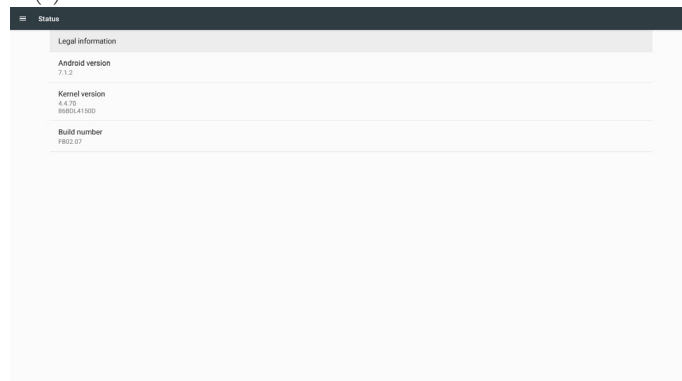 Status
Legal information
Android version
7.1.2
Kernel version
4.4.70
86BDL4150D
Build number
FB02.07